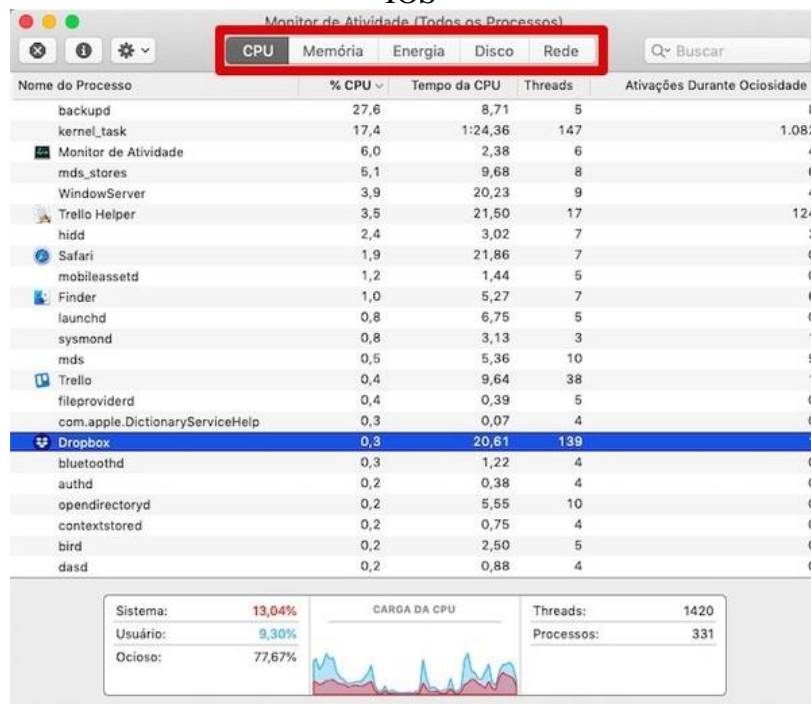 IOS
Monitor de Atividade (Todos os Processos)
CPU Memória Energia Disco Rede Buscar
Nome do Processo % CPU Tempo da CPU Threads Ativações Durante Ociosidade
backupd 27,6 8,71 5
kernel_task 17,4 1:24,36 147 1.08
Monitor de Atividade 6,0 2,38 6
mds_stores 5,1 9,68 8
WindowServer 3,9 20,23 9
Trello Helper 3,5 21,50 17 12
hidd 2,4 3,02 7
Safari 1,9 21,86 7
mobileassetd 1,2 1,44 5
Finder 1,0 5,27 7
launchd 0,8 6,75 5
sysmond 0,8 3,13 3
mds 0,5 5,36 10
Trello 0,4 9,64 38
fileproviderd 0,4 0,39 5
com.apple.DictionaryServiceHelp 0,3 0,07 4
Dropbox 0,3 20,61 139
bluetoothd 0,3 1,22 4
authd 0,2 0,38 4
opendirectoryd 0,2 5,55 10
contextstored 0,2 0,75 4
bird 0,2 2,50 5
dasd 0,2 0,88 4
Sistema: 13,04% CARGA DA CPU Threads: 1420
Usuário: 9,30% Processos: 331
Ocioso: 77,67%